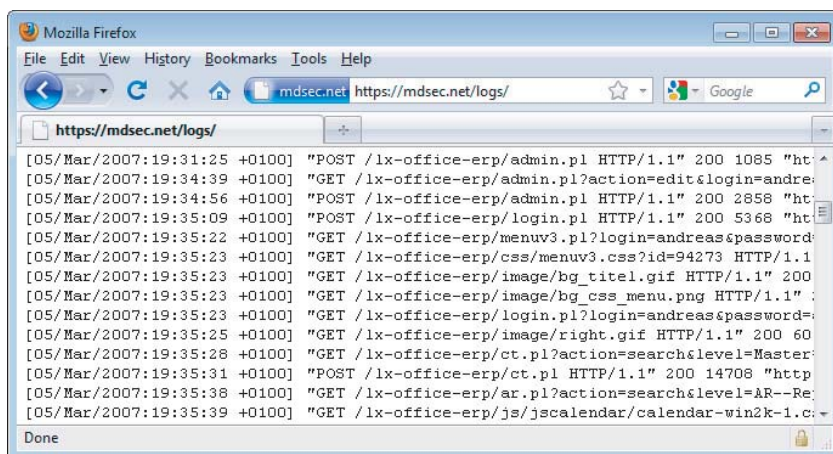 Mozilla Firefox
File Edit View History Bookmarks Tools Help
mdsec.net https://mdsec.net/logs/ Google
https://mdsec.net/logs/
[05/Mar/2007:19:31:25 +0100] "POST /lx-office-erp/admin.pl HTTP/1.1" 200 1085 "ht
[05/Mar/2007:19:34:39 +0100] "GET /lx-office-erp/admin.pl?action=edit&login=andrea
[05/Mar/2007:19:34:56 +0100] "POST /lx-office-erp/admin.pl HTTP/1.1" 200 2858 "ht
[05/Mar/2007:19:35:09 +0100] "POST /lx-office-erp/login.pl HTTP/1.1" 200 5368 "ht
[05/Mar/2007:19:35:22 +0100] "GET /lx-office-erp/menuv3.pl?login=andreas&password
[05/Mar/2007:19:35:23 +0100] "GET /lx-office-erp/css/menuv3.css?id=94273 HTTP/1.1
[05/Mar/2007:19:35:23 +0100] "GET /lx-office-erp/image/bg_titel.gif HTTP/1.1" 200
[05/Mar/2007:19:35:23 +0100] "GET /lx-office-erp/image/bg_css_menu.png HTTP/1.1"
[05/Mar/2007:19:35:23 +0100] "GET /lx-office-erp/login.pl?login=andreas&password=
[05/Mar/2007:19:35:25 +0100] "GET /lx-office-erp/image/right.gif HTTP/1.1" 200 60
[05/Mar/2007:19:35:28 +0100] "GET /lx-office-erp/ct.pl?action=search&level=Master
[05/Mar/2007:19:35:31 +0100] "POST /lx-office-erp/ct.pl HTTP/1.1" 200 14708 "http
[05/Mar/2007:19:35:38 +0100] "GET /lx-office-erp/ar.pl?action=search&level=AR--Re
[05/Mar/2007:19:35:39 +0100] "GET /lx-office-erp/js/jscalendar/calendar-win2k-1.c
Done